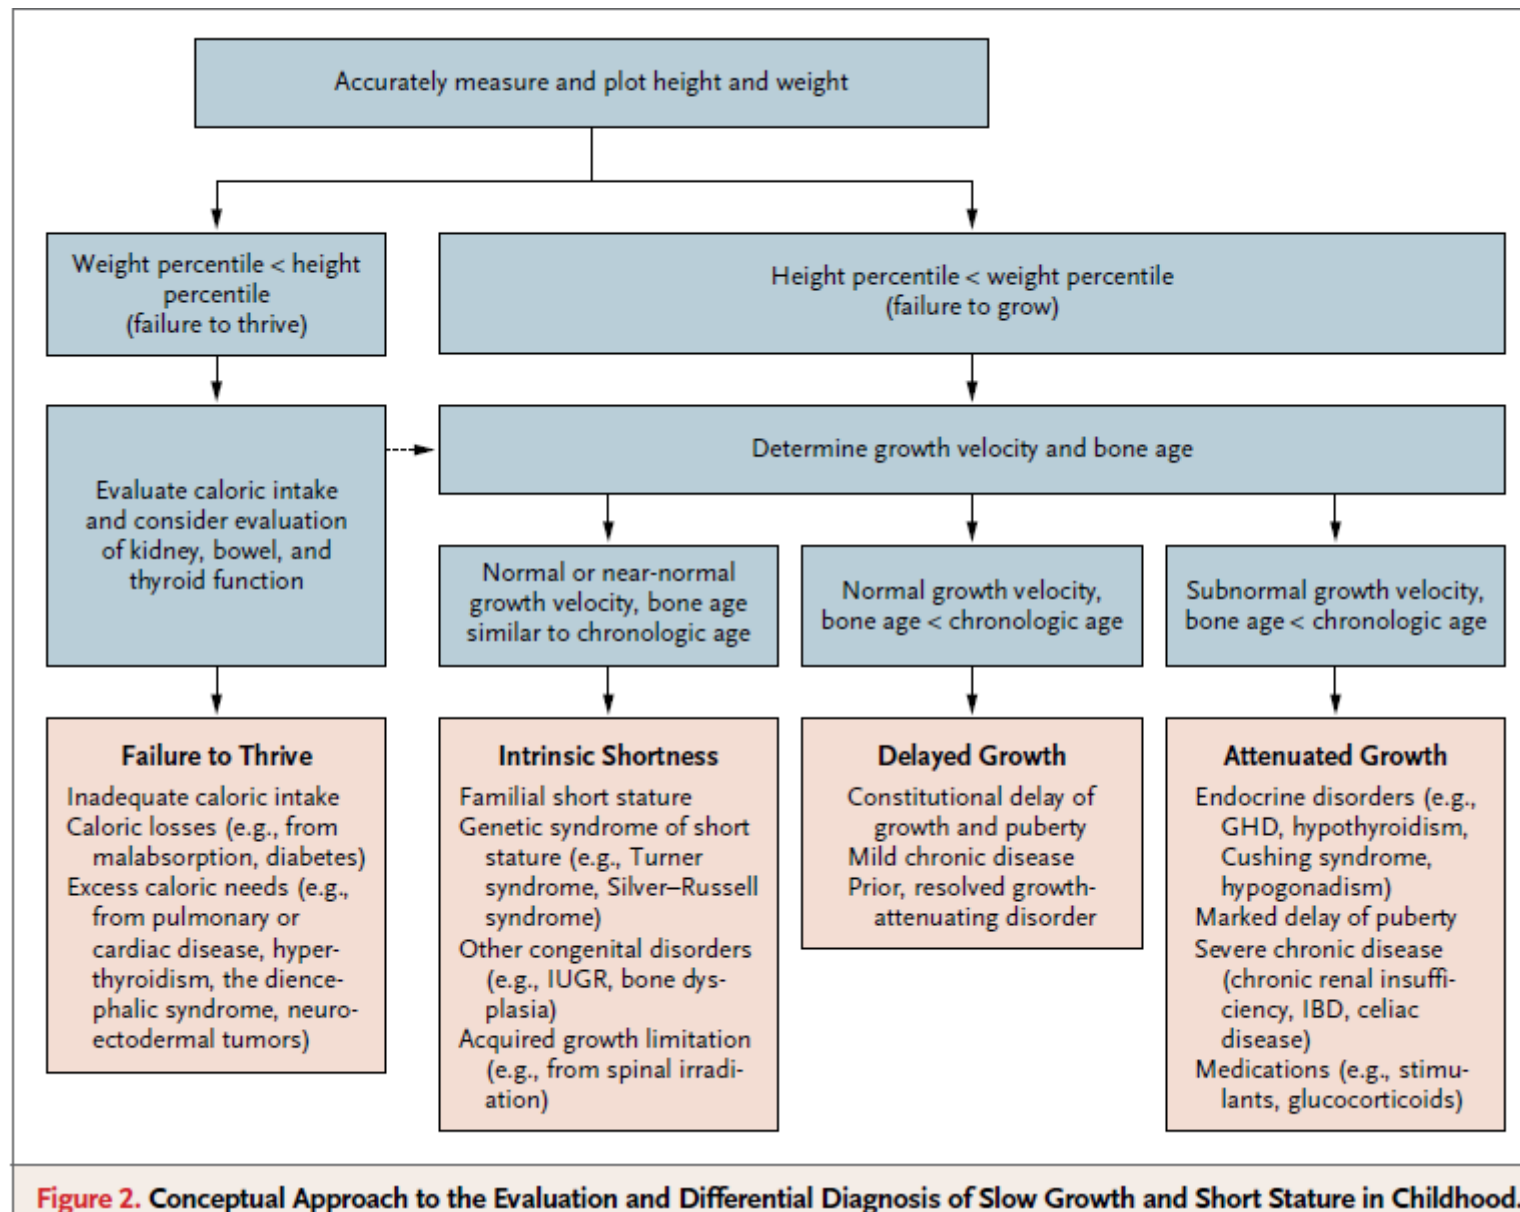 Accurately measure and plot height and weight
Weight percentile < height
percentile
(failure to thrive)
Height percentile < weight percentile
(failure to grow)
Evaluate caloric intake
and consider evaluation
of kidney, bowel, and
thyroid function
Determine growth velocity and bone age
Normal or near-normal
growth velocity, bone age
similar to chronologic age
Normal growth velocity,
bone age < chronologic age
Subnormal growth velocity,
bone age < chronologic age
Failure to Thrive
Inadequate caloric intake
Caloric losses (e.g., from
malabsorption, diabetes)
Excess caloric needs (e.g.,
from pulmonary or
cardiac disease, hyper-
thyroidism, the dience-
phalic syndrome, neuro-
ectodermal tumors)
Intrinsic Shortness
Familial short stature
Genetic syndrome of short
stature (e.g., Turner
syndrome, Silver–Russell
syndrome)
Other congenital disorders
(e.g., IUGR, bone dys-
plasia)
Acquired growth limitation
(e.g., from spinal irradi-
ation)
Delayed Growth
Constitutional delay of
growth and puberty
Mild chronic disease
Prior, resolved growth-
attenuating disorder
Attenuated Growth
Endocrine disorders (e.g.,
GHD, hypothyroidism,
Cushing syndrome,
hypogonadism)
Marked delay of puberty
Severe chronic disease
(chronic renal insuffi-
ciency, IBD, celiac
disease)
Medications (e.g., stimu-
lants, glucocorticoids)
Figure 2. Conceptual Approach to the Evaluation and Differential Diagnosis of Slow Growth and Short Stature in Childhood.